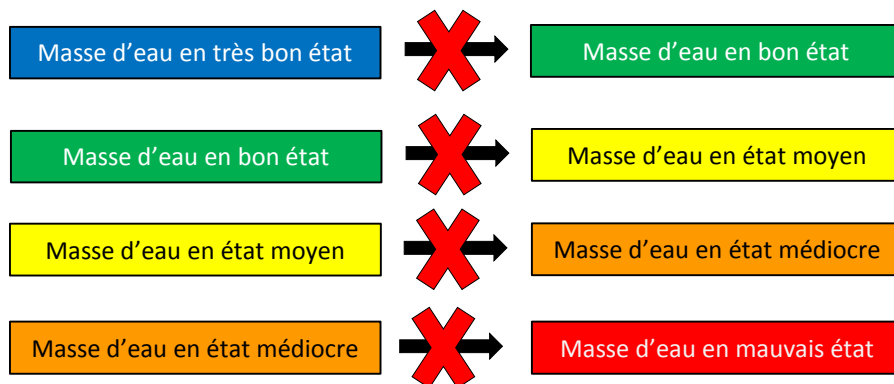 Masse d’eau en très bon état
Masse d’eau en bon état
Masse d’eau en bon état
Masse d’eau en état moyen
Masse d’eau en état moyen
Masse d’eau en état médiocre
Masse d’eau en état médiocre
Masse d’eau en mauvais état